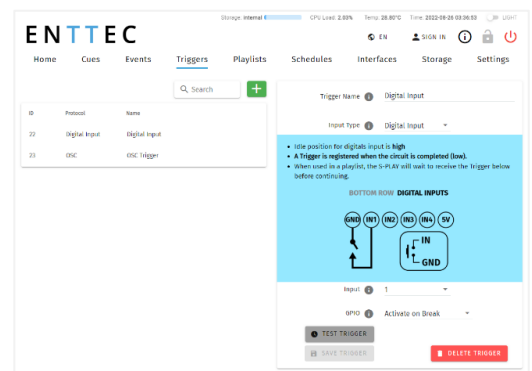 Storage: Internal CPU Load: 2.03% Temp: 28.80°C Time: 2022-08-26 03:36:53 LIGHT
ENTTEC
EN SIGN IN
Home Cues Events Triggers Playlists Schedules Interfaces Storage Settings
Search +
ID Protocol Name
22 Digital Input Digital Input
23 OSC OSC Trigger
Trigger Name Digital Input
Input Type Digital Input
• Idle position for digitals input is high
• A Trigger is registered when the circuit is completed (low).
• When used in a playlist, the S-PLAY will wait to receive the Trigger below
before continuing.
BOTTOM ROW DIGITAL INPUTS
GND IN1 IN2 IN3 IN4 5V
IN
GND
Input 1
GPIO Activate on Break
TEST TRIGGER
SAVE TRIGGER DELETE TRIGGER